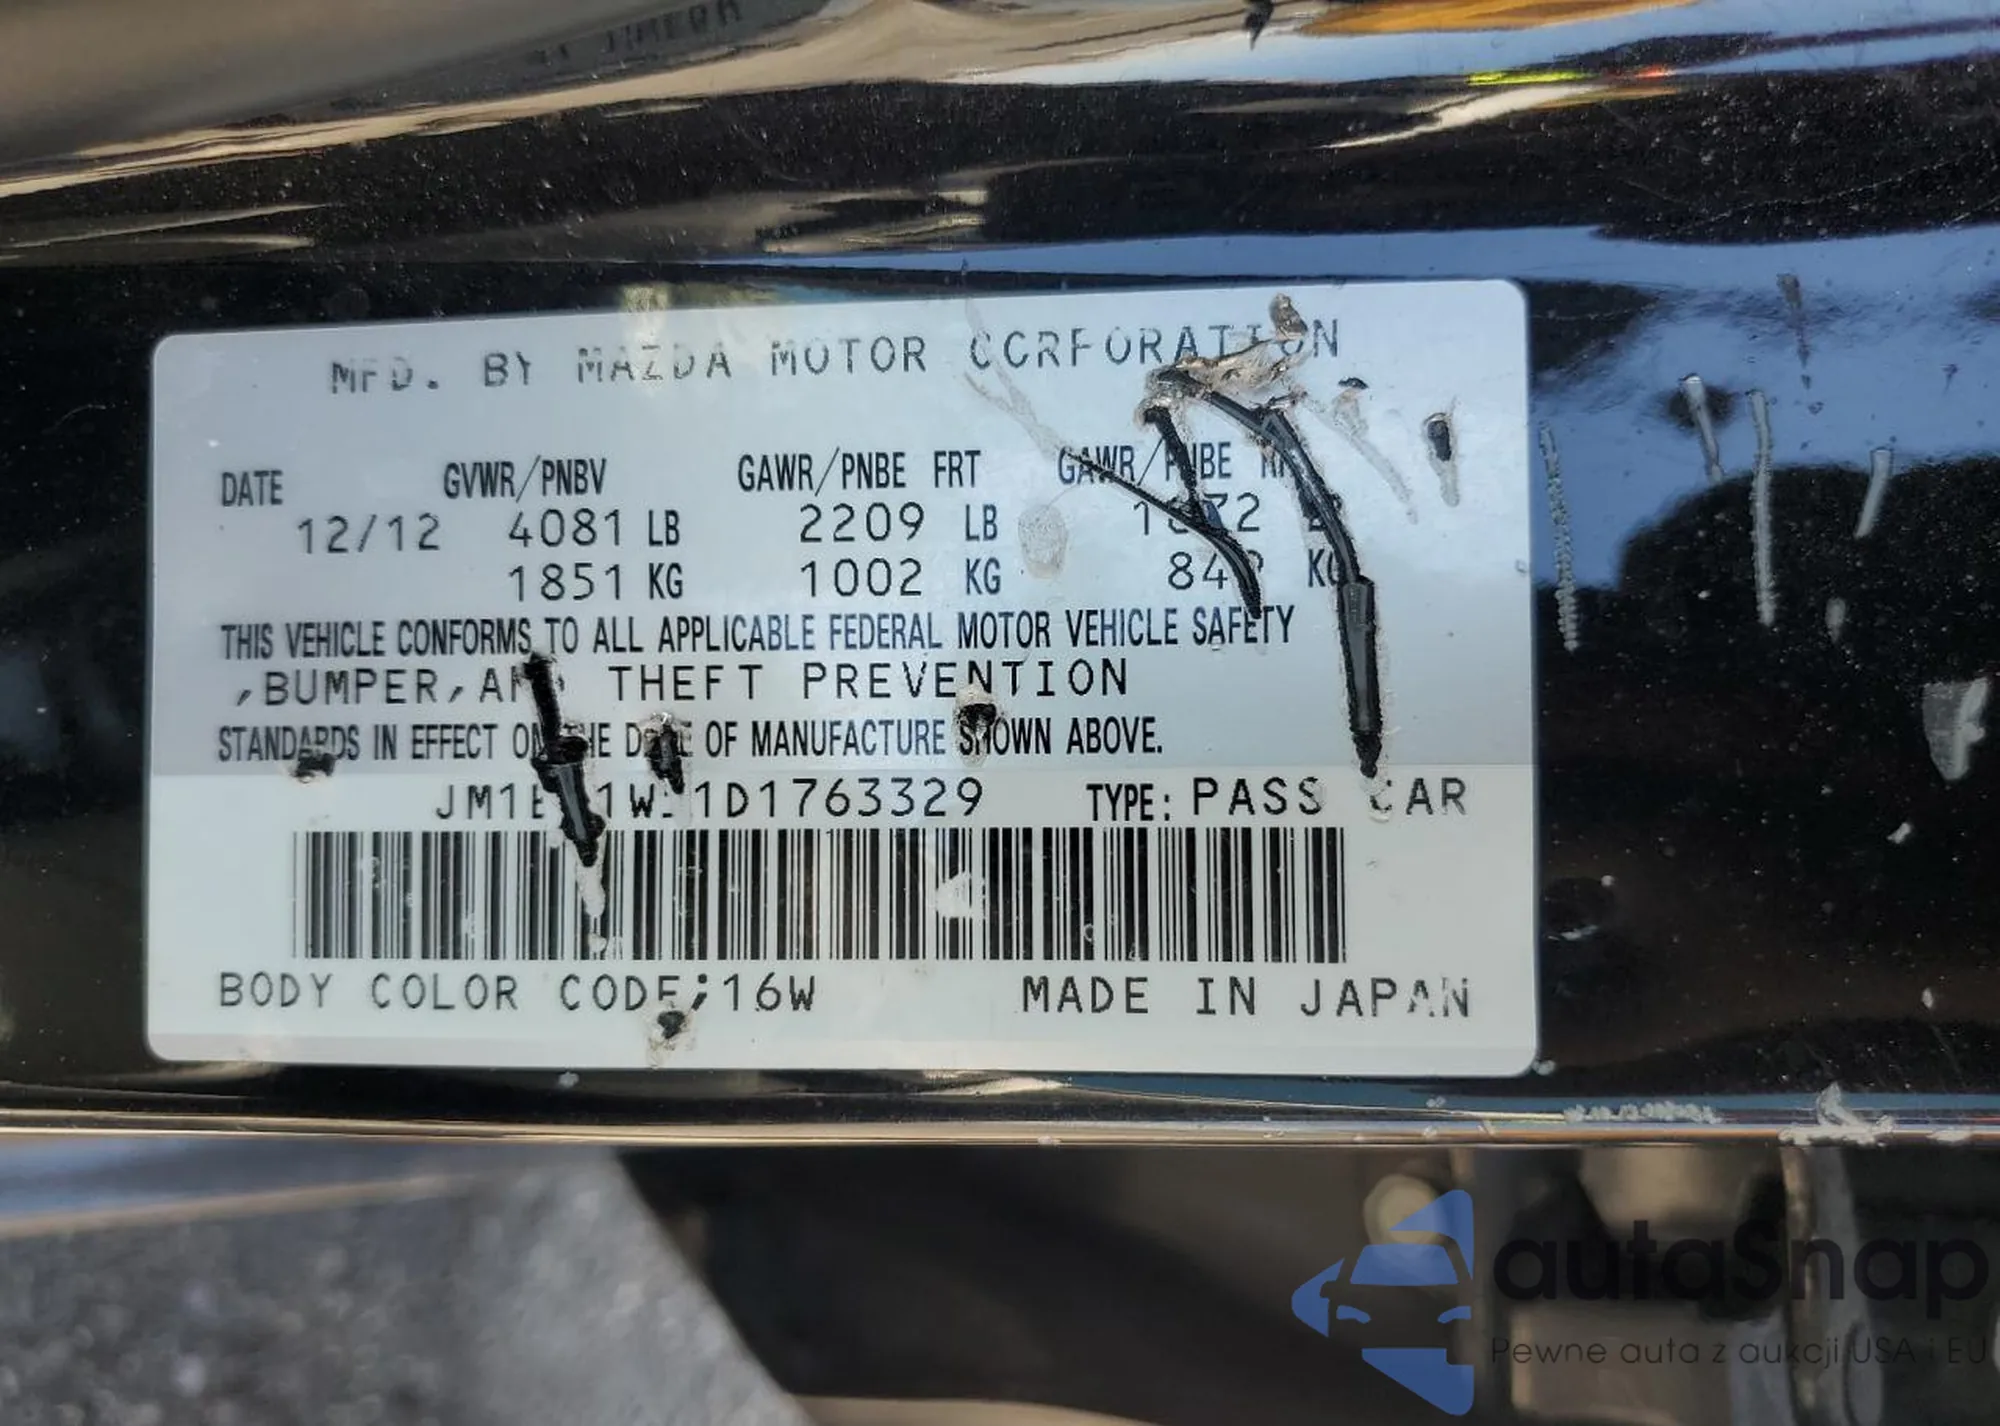 MFD. BY MAZDA MOTOR CORPORATION
DATE GVWR/PNBV GAWR/PNBE FRT GAWR/PNBE
12/12 4081 LB 2209 LB
1851 KG 1002 KG KG
THIS VEHICLE CONFORMS TO ALL APPLICABLE FEDERAL MOTOR VEHICLE SAFETY
,BUMPER,AND THEFT PREVENTION
STANDARDS IN EFFECT ON THE DATE OF MANUFACTURE SHOWN ABOVE.
TYPE: PASS CAR
BODY COLOR CODE;16W MADE IN JAPAN
autaSnap
Pewne auta z aukcji USA i EU